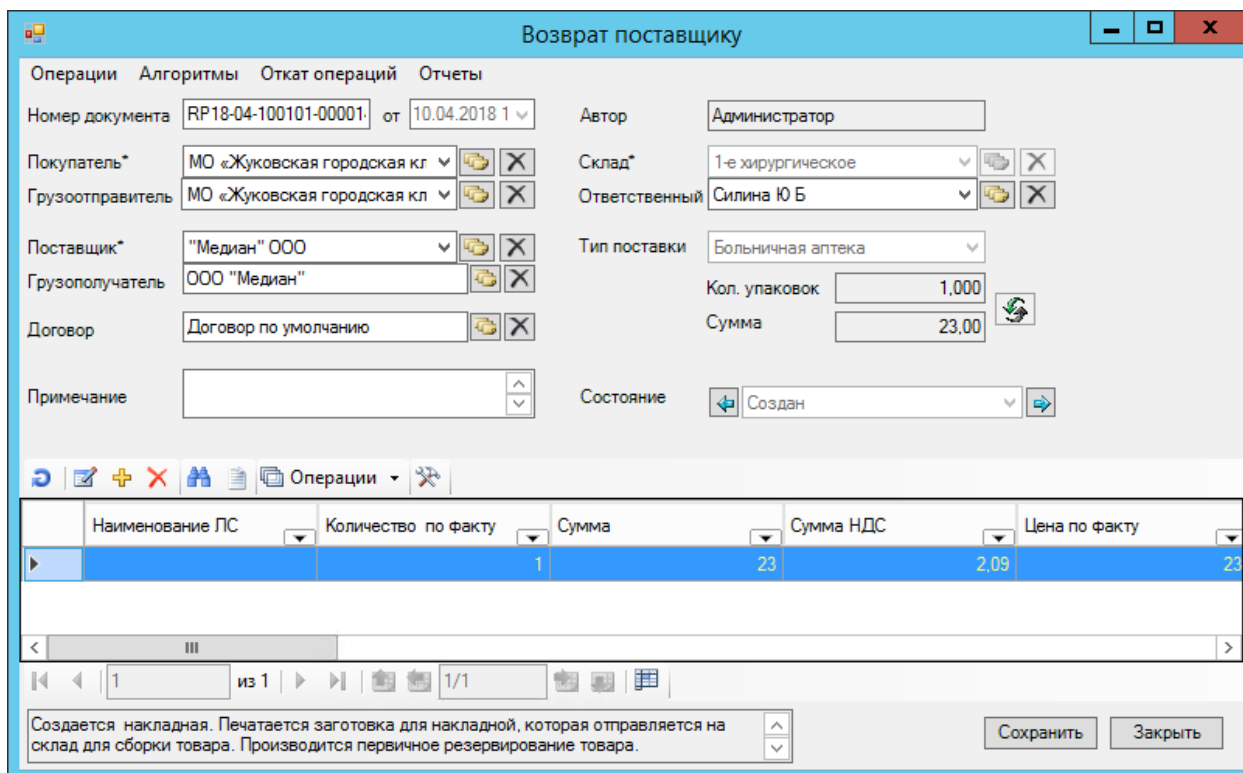 Возврат поставщику
Операции Алгоритмы Откат операций Отчеты
Номер документа RP18-04-100101-00001 от 10.04.2018 1 Автор Администратор
Покупатель* МО «Жуковская городская кл Склад* 1-е хирургическое
Грузоотправитель МО «Жуковская городская кл Ответственный Силина Ю Б
Поставщик* "Медиан" ООО Тип поставки Больничная аптека
Грузополучатель ООО "Медиан" Кол. упаковок 1,000
Договор Договор по умолчанию Сумма 23,00
Примечание Состояние Создан
Операции
Наименование ЛС Количество по факту Сумма Сумма НДС Цена по факту
1 23 2,09 23
1 из 1 1/1
Создается накладная. Печатается заготовка для накладной, которая отправляется на
склад для сборки товара. Производится первичное резервирование товара.
Сохранить Закрыть